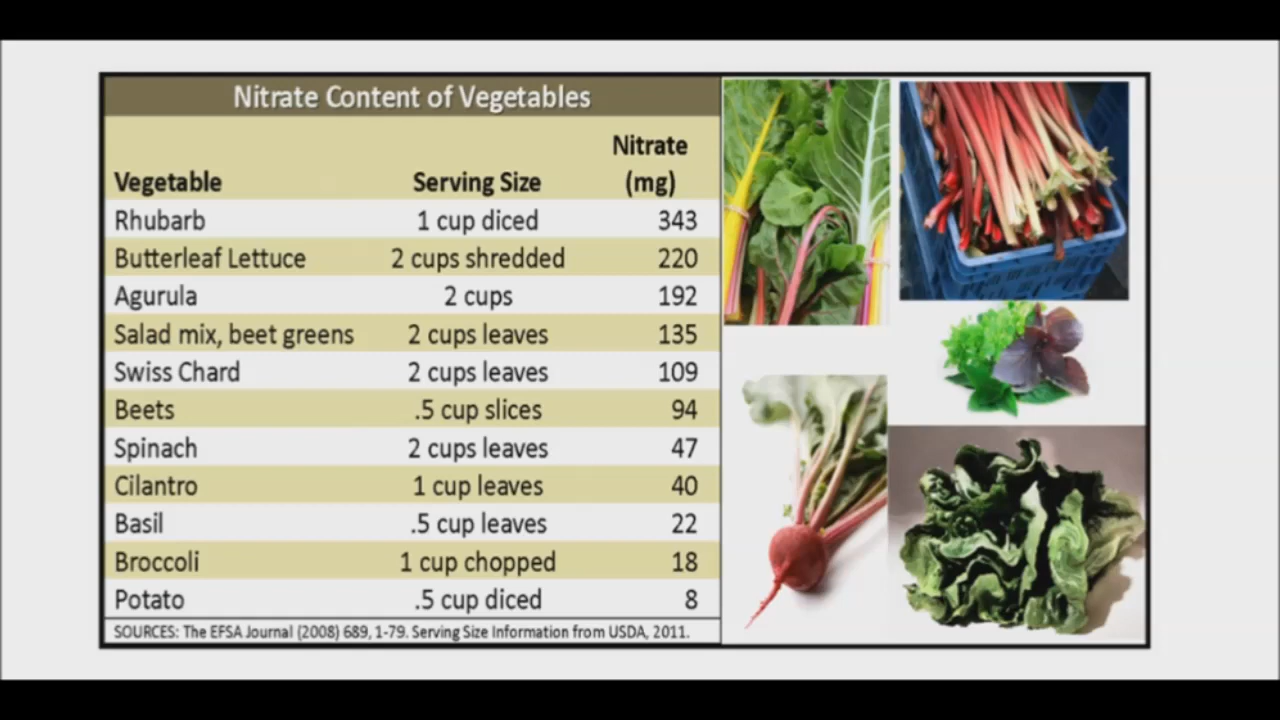 Nitrate Content of Vegetables
Vegetable Serving Size Nitrate (mg)
Rhubarb 1 cup diced 343
Butterleaf Lettuce 2 cups shredded 220
Agurula 2 cups 192
Salad mix, beet greens 2 cups leaves 135
Swiss Chard 2 cups leaves 109
Beets .5 cup slices 94
Spinach 2 cups leaves 47
Cilantro 1 cup leaves 40
Basil .5 cup leaves 22
Broccoli 1 cup chopped 18
Potato .5 cup diced 8
SOURCES: The EFSA Journal (2008) 689, 1-79. Serving Size Information from USDA, 2011.